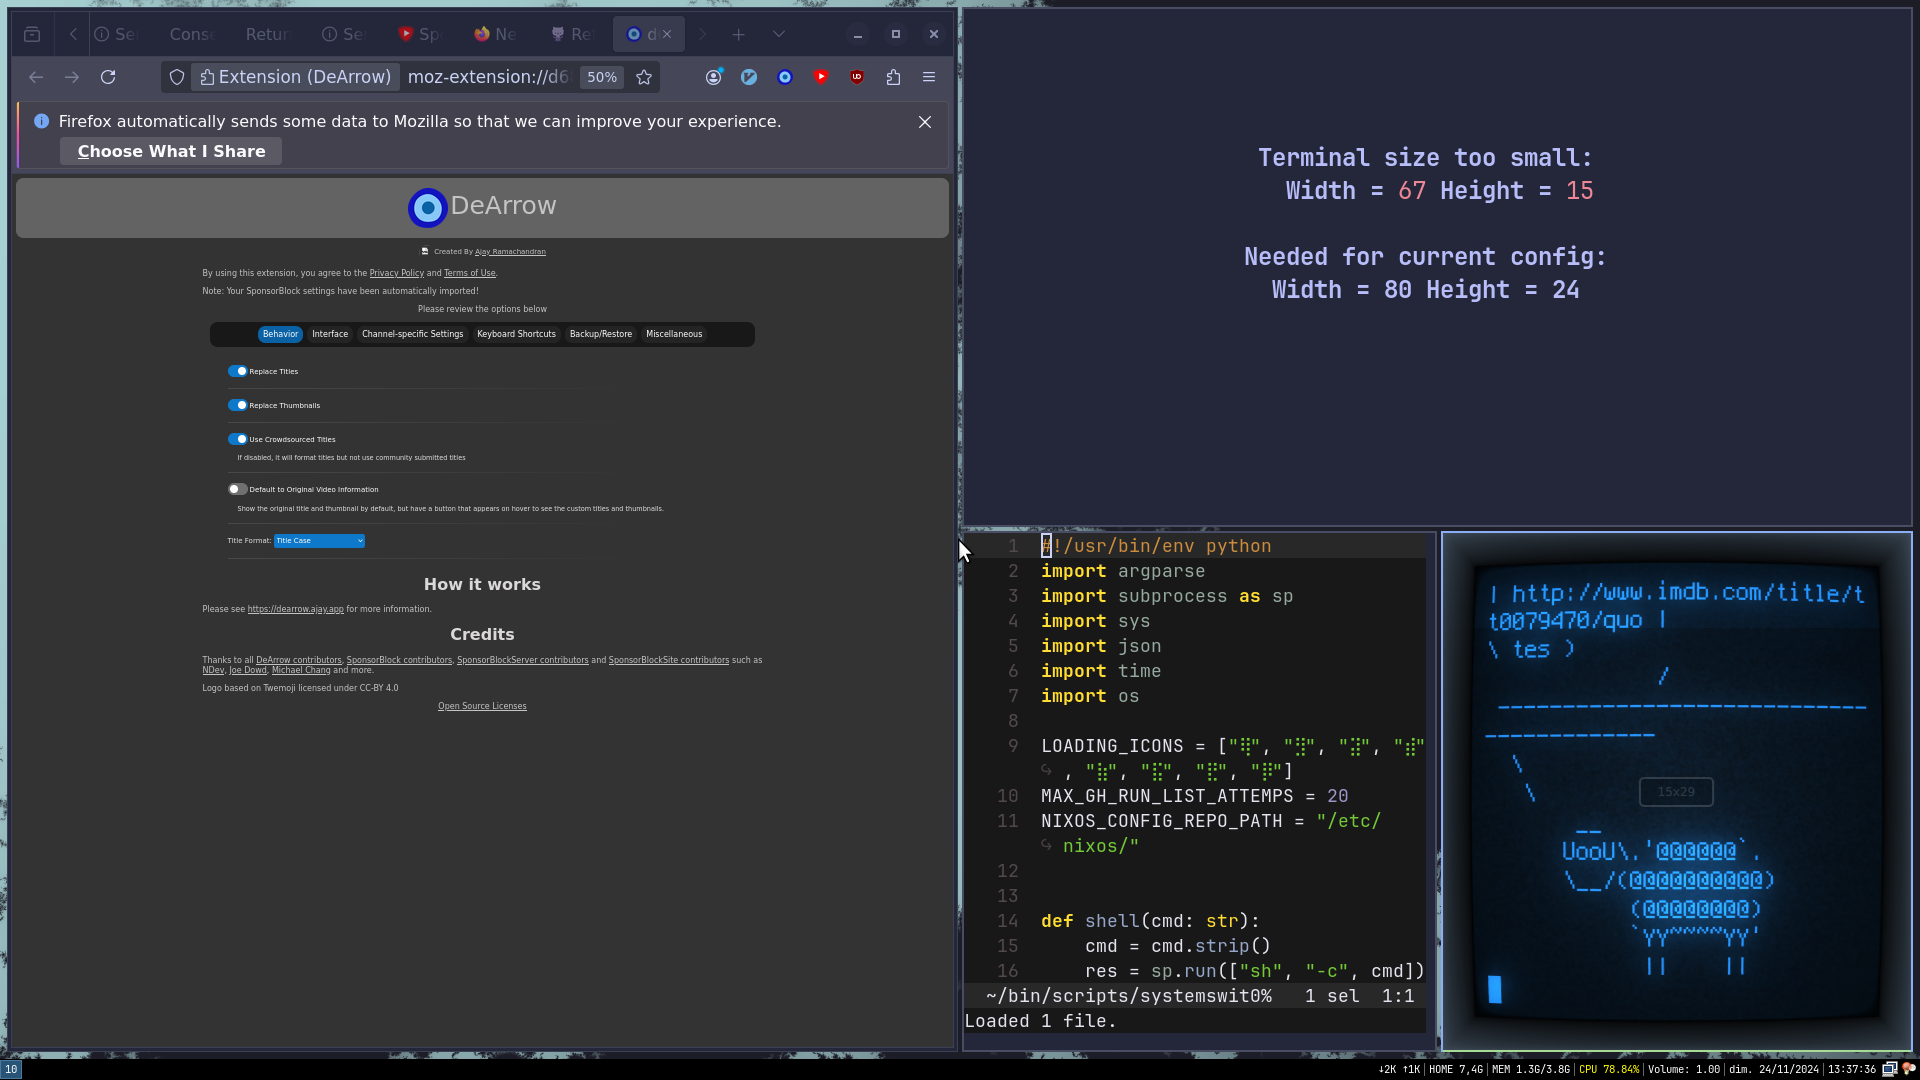 Se
Conse
Retur
Se
Sp
Ne
Re
d
Extension (DeArrow)
moz-extension://d6
50%
Firefox automatically sends some data to Mozilla so that we can improve your experience.
Choose What I Share
DeArrow
Created By Ajay Ramachandran
By using this extension, you agree to the Privacy Policy and Terms of Use.
Note: Your SponsorBlock settings have been automatically imported!
Please review the options below
Behavior Interface Channel-specific Settings Keyboard Shortcuts Backup/Restore Miscellaneous
Replace Titles
Replace Thumbnails
Use Crowdsourced Titles
If disabled, it will format titles but not use community submitted titles
Default to Original Video Information
Show the original title and thumbnail by default, but have a button that appears on hover to see the custom titles and thumbnails.
Title Format: Title Case
How it works
Please see https://dearrow.ajay.app for more information.
Credits
Thanks to all DeArrow contributors, SponsorBlock contributors, SponsorBlockServer contributors and SponsorBlockSite contributors such as
NDev, Joe Dowd, Michael Chang and more.
Logo based on Twemoji licensed under CC-BY 4.0
Open Source Licenses
Terminal size too small:
Width = 67 Height = 15
Needed for current config:
Width = 80 Height = 24
1 #!/usr/bin/env python
2 import argparse
3 import subprocess as sp
4 import sys
5 import json
6 import time
7 import os
8
9 LOADING_ICONS = ["⢿", "⣻", "⣽", "⣾"
↪ , "⣷", "⣯", "⣟", "⡿"]
10 MAX_GH_RUN_LIST_ATTEMPS = 20
11 NIXOS_CONFIG_REPO_PATH = "/etc/
↪ nixos/"
12
13
14 def shell(cmd: str):
15 cmd = cmd.strip()
16 res = sp.run(["sh", "-c", cmd])
~/bin/scripts/systemswit0% 1 sel 1:1
Loaded 1 file.
| http://www.imdb.com/title/t
t0079470/quo |
\ tes )
/
----------------------------
-------------
\
\
15x29
__
UooU\.'@@@@@@`.
\__/(@@@@@@@@@@)
(@@@@@@@@)
`YY~~~~YY'
|| ||
10
↓2K ↑1K | HOME 7,4G | MEM 1.3G/3.8G | CPU 78.84% | Volume: 1.00 | dim. 24/11/2024 | 13:37:36